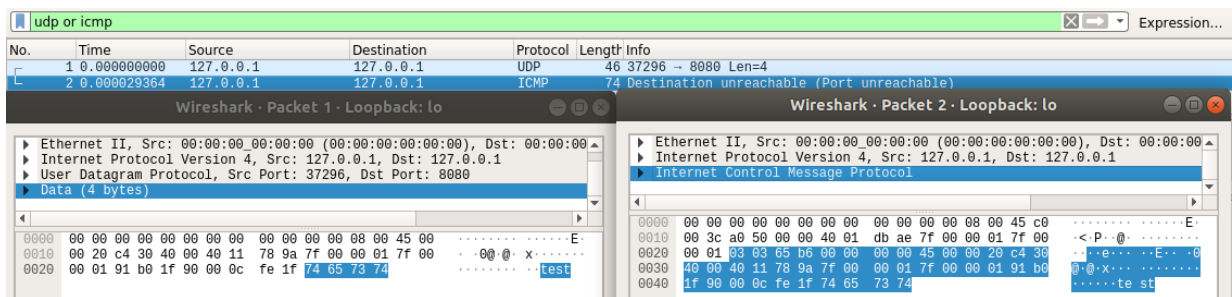 udp or icmp Expression...
No. Time Source Destination Protocol Length Info
1 0.000000000 127.0.0.1 127.0.0.1 UDP 46 37296 → 8080 Len=4
2 0.000029364 127.0.0.1 127.0.0.1 ICMP 74 Destination unreachable (Port unreachable)
Wireshark · Packet 1 · Loopback: lo
Ethernet II, Src: 00:00:00_00:00:00 (00:00:00:00:00:00), Dst: 00:00:00
Internet Protocol Version 4, Src: 127.0.0.1, Dst: 127.0.0.1
User Datagram Protocol, Src Port: 37296, Dst Port: 8080
Data (4 bytes)
0000 00 00 00 00 00 00 00 00 00 00 00 00 08 00 45 00 ········ ······E·
0010 00 20 c4 30 40 00 40 11 78 9a 7f 00 00 01 7f 00 · ·0@·@· x·······
0020 00 01 91 b0 1f 90 00 0c fe 1f 74 65 73 74 ········ ··test
Wireshark · Packet 2 · Loopback: lo
Ethernet II, Src: 00:00:00_00:00:00 (00:00:00:00:00:00), Dst: 00:00:00
Internet Protocol Version 4, Src: 127.0.0.1, Dst: 127.0.0.1
Internet Control Message Protocol
0000 00 00 00 00 00 00 00 00 00 00 00 00 08 00 45 c0 ········ ······E·
0010 00 3c a0 50 00 00 40 01 db ae 7f 00 00 01 7f 00 ·<·P··@· ········
0020 00 01 03 03 65 b6 00 00 00 00 45 00 00 20 c4 30 ····e··· ··E·· ·0
0030 40 00 40 11 78 9a 7f 00 00 01 7f 00 00 01 91 b0 @·@·x··· ········
0040 1f 90 00 0c fe 1f 74 65 73 74 ······te st